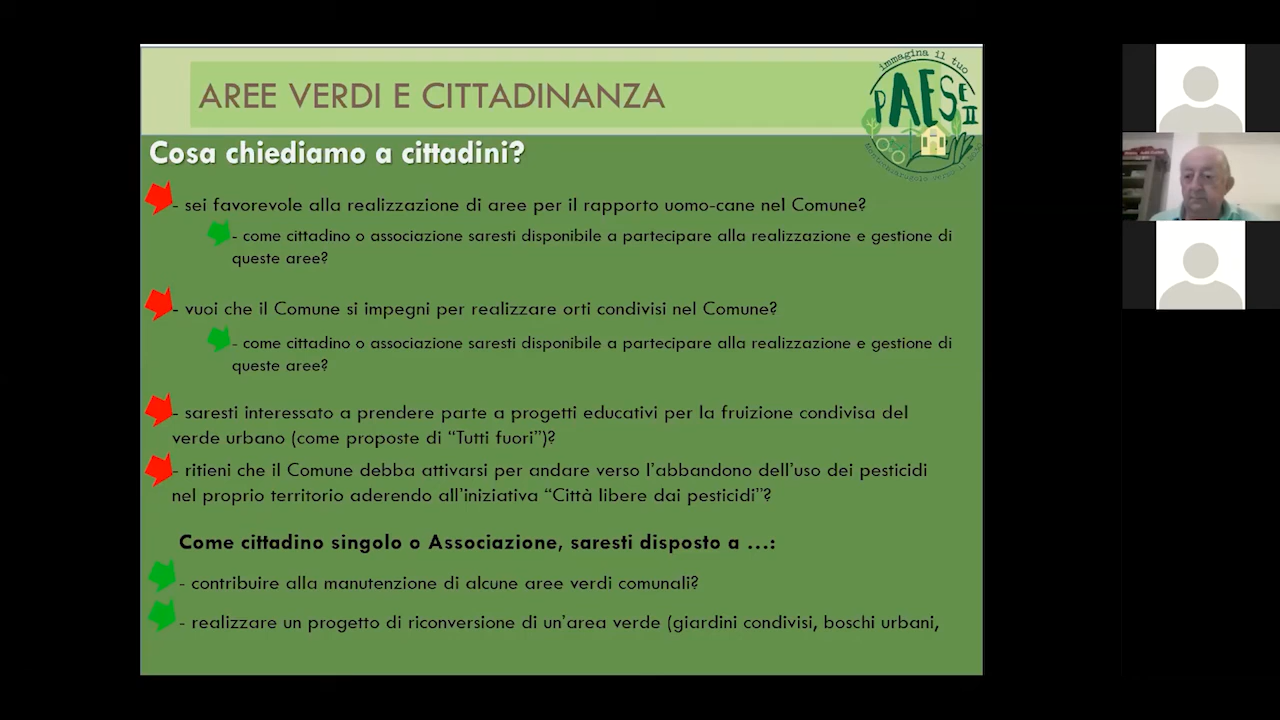 AREE VERDI E CITTADINANZA
immagina il tuo
PAESE
II
Cosa chiediamo a cittadini?
- sei favorevole alla realizzazione di aree per il rapporto uomo-cane nel Comune?
- come cittadino o associazione saresti disponibile a partecipare alla realizzazione e gestione di
queste aree?
- vuoi che il Comune si impegni per realizzare orti condivisi nel Comune?
- come cittadino o associazione saresti disponibile a partecipare alla realizzazione e gestione di
queste aree?
- saresti interessato a prendere parte a progetti educativi per la fruizione condivisa del
verde urbano (come proposte di “Tutti fuori”)?
- ritieni che il Comune debba attivarsi per andare verso l’abbandono dell’uso dei pesticidi
nel proprio territorio aderendo all’iniziativa “Città libere dai pesticidi”?
Come cittadino singolo o Associazione, saresti disposto a …:
- contribuire alla manutenzione di alcune aree verdi comunali?
- realizzare un progetto di riconversione di un’area verde (giardini condivisi, boschi urbani,